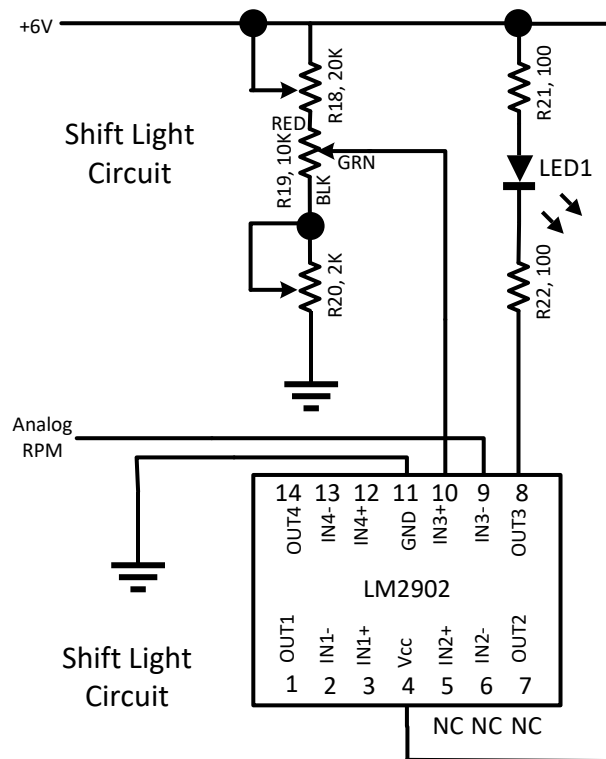 +6V
R18, 20K
R21, 100
Shift Light
Circuit
RED
R19, 10K
GRN
BLK
LED1
R20, 2K
R22, 100
Analog
RPM
14 13 12 11 10 9 8
OUT4 IN4- IN4+ GND IN3+ IN3- OUT3
LM2902
OUT1 IN1- IN1+ Vcc IN2+ IN2- OUT2
1 2 3 4 5 6 7
Shift Light
Circuit
NC NC NC